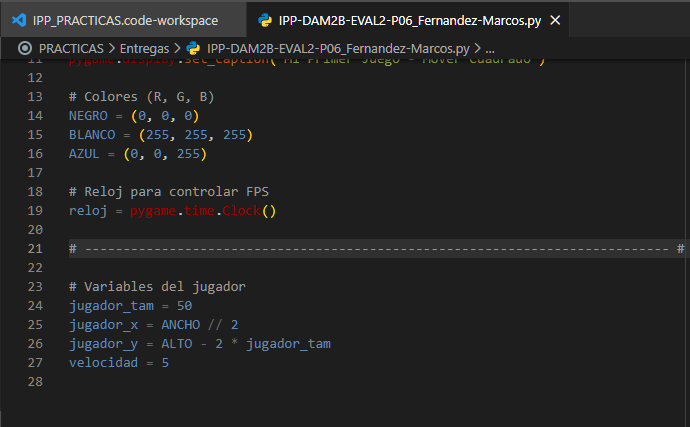 IPP_PRACTICAS.code-workspace IPP-DAM2B-EVAL2-P06_Fernandez-Marcos.py
PRACTICAS > Entregas > IPP-DAM2B-EVAL2-P06_Fernandez-Marcos.py > ...
11 pygame.display.set_caption("Mi Primer Juego - Mover Cuadrado")
12
13 # Colores (R, G, B)
14 NEGRO = (0, 0, 0)
15 BLANCO = (255, 255, 255)
16 AZUL = (0, 0, 255)
17
18 # Reloj para controlar FPS
19 reloj = pygame.time.Clock()
20
21 # ---------------------------------------------------------------------------- #
22
23 # Variables del jugador
24 jugador_tam = 50
25 jugador_x = ANCHO // 2
26 jugador_y = ALTO - 2 * jugador_tam
27 velocidad = 5
28